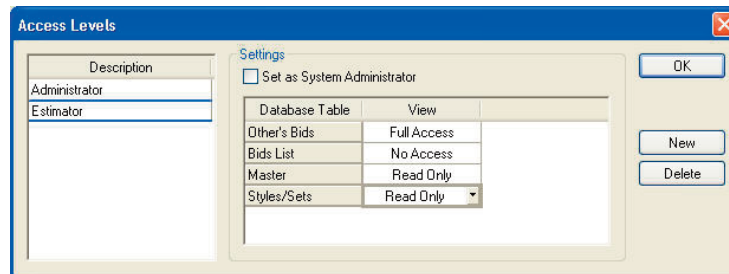 Access Levels
Description
Administrator
Estimator
Settings
Set as System Administrator
Database Table View
Other's Bids Full Access
Bids List No Access
Master Read Only
Styles/Sets Read Only
OK
New
Delete